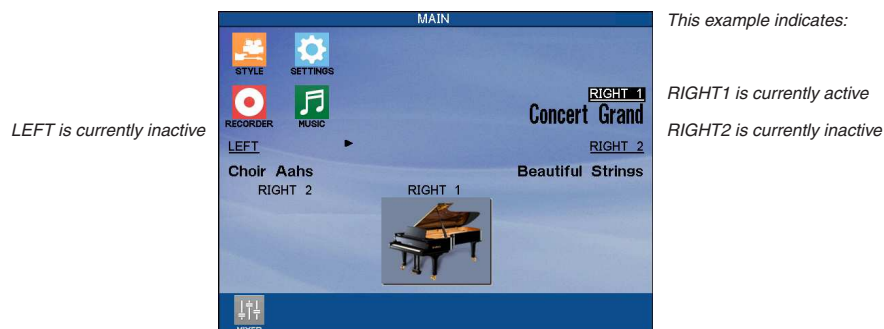 MAIN
This example indicates:
STYLE SETTINGS
RIGHT 1
RIGHT1 is currently active
Concert Grand
RECORDER MUSIC
LEFT is currently inactive
LEFT
RIGHT 2
RIGHT2 is currently inactive
Choir Aahs
Beautiful Strings
RIGHT 2
RIGHT 1
MIXER